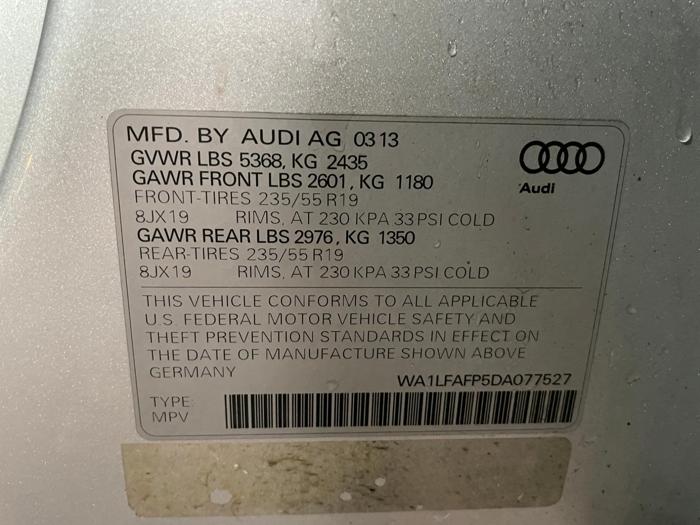 MFD. BY AUDI AG 03 13
GVWR LBS 5368, KG 2435
GAWR FRONT LBS 2601, KG 1180
FRONT-TIRES 235/55 R19
8JX19 RIMS, AT 230 KPA 33 PSI COLD
GAWR REAR LBS 2976, KG 1350
REAR-TIRES 235/55 R19
8JX19 RIMS, AT 230 KPA 33 PSI COLD
Audi
THIS VEHICLE CONFORMS TO ALL APPLICABLE
U.S. FEDERAL MOTOR VEHICLE SAFETY AND
THEFT PREVENTION STANDARDS IN EFFECT ON
THE DATE OF MANUFACTURE SHOWN ABOVE
GERMANY
WA1LFAFP5DA077527
TYPE:
MPV